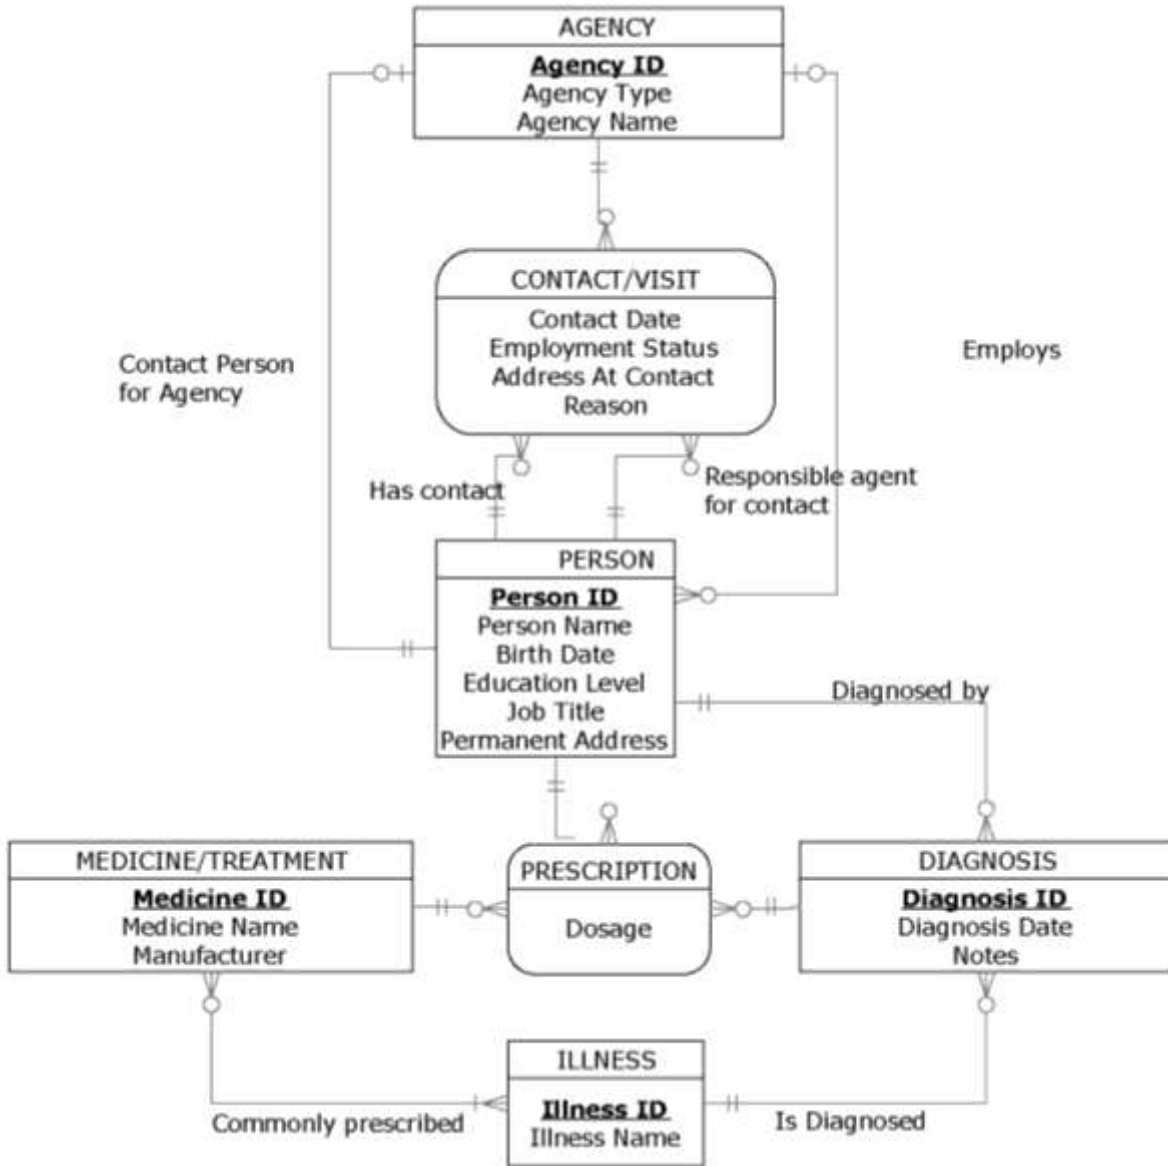 AGENCY
Agency ID
Agency Type
Agency Name
CONTACT/VISIT
Contact Date
Employment Status
Address At Contact
Reason
Contact Person
for Agency
Employs
Has contact
Responsible agent
for contact
PERSON
Person ID
Person Name
Birth Date
Education Level
Job Title
Permanent Address
Diagnosed by
MEDICINE/TREATMENT
Medicine ID
Medicine Name
Manufacturer
PRESCRIPTION
Dosage
DIAGNOSIS
Diagnosis ID
Diagnosis Date
Notes
ILLNESS
Illness ID
Illness Name
Commonly prescribed
Is Diagnosed